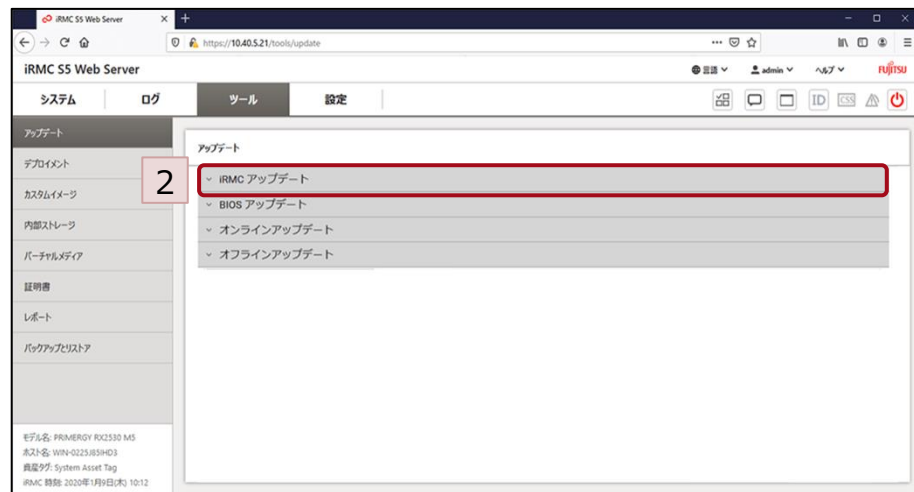 iRMC S5 Web Server
https://10.40.5.21/tools/update
iRMC S5 Web Server
言語
admin
ヘルプ
FUJITSU
システム
ログ
ツール
設定
ID
CSS
アップデート
デプロイメント
カスタムイメージ
内部ストレージ
バーチャルメディア
証明書
レポート
バックアップとリストア
アップデート
2
iRMC アップデート
BIOS アップデート
オンラインアップデート
オフラインアップデート
モデル名: PRIMERGY RX2530 M5
ホスト名: WIN-0225J85IHD3
資産タグ: System Asset Tag
iRMC 時刻: 2020年1月9日(木) 10:12